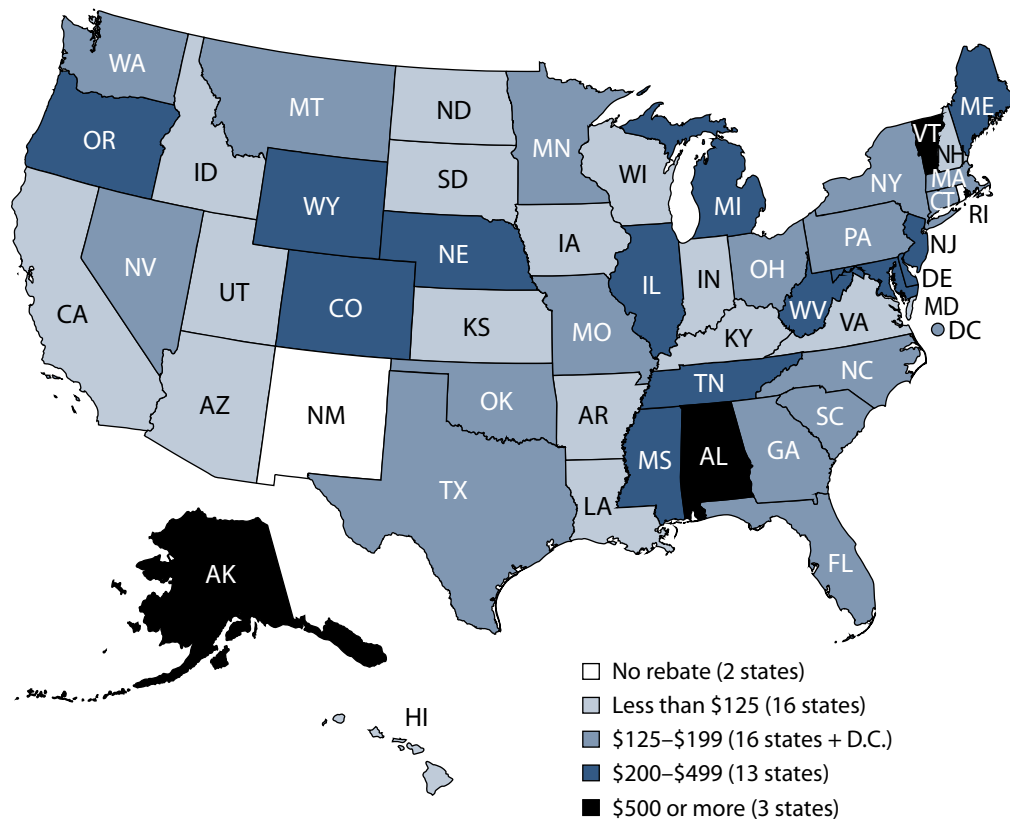 WA
MT
ND
MN
ME
VT
NH
OR
ID
SD
WI
NY
MA
CT
RI
WY
MI
IA
NE
PA
NJ
NV
UT
IL
IN
OH
DE
CA
CO
KS
MO
WV
VA
MD
DC
KY
AZ
NM
OK
AR
TN
NC
SC
MS
AL
GA
TX
LA
FL
AK
HI
No rebate (2 states)
Less than $125 (16 states)
$125–$199 (16 states + D.C.)
$200–$499 (13 states)
$500 or more (3 states)